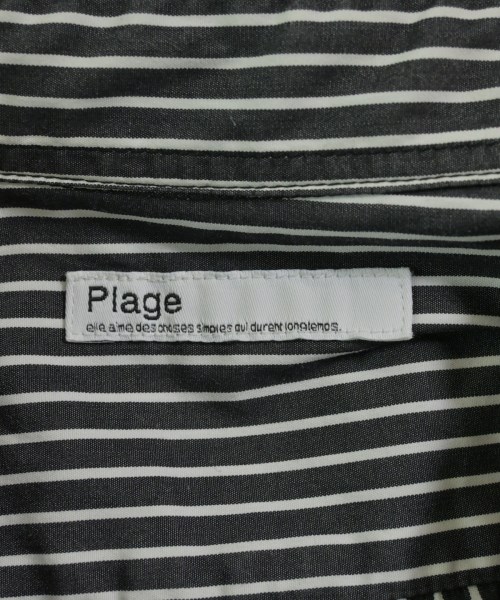 Plage
elle aime des choses simples qui durent longtemps.